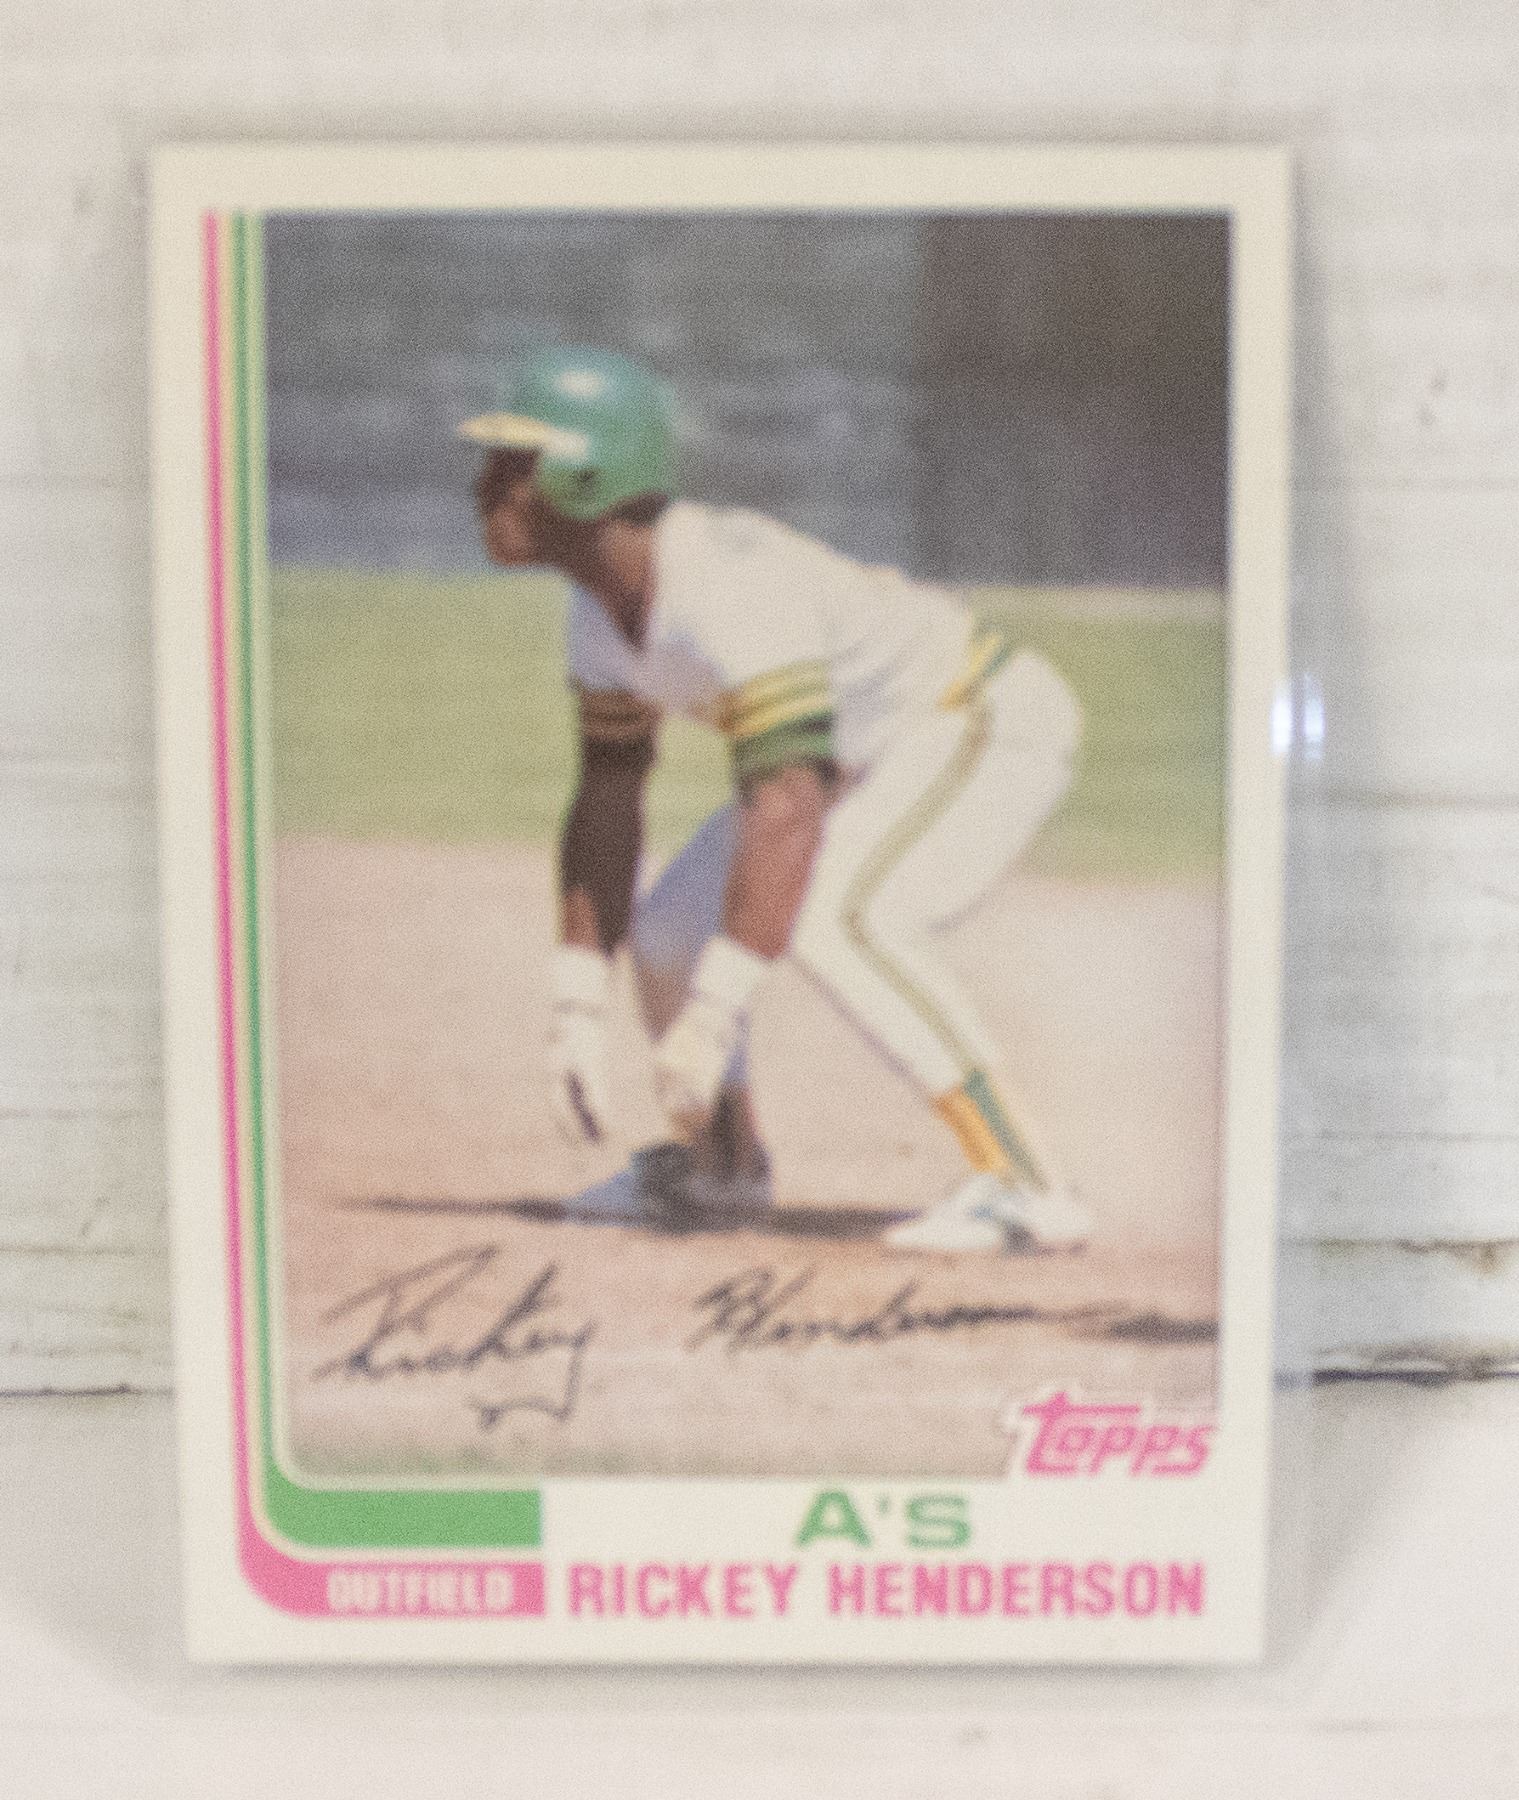 Rickey Henderson
Topps
A'S
OUTFIELD RICKEY HENDERSON